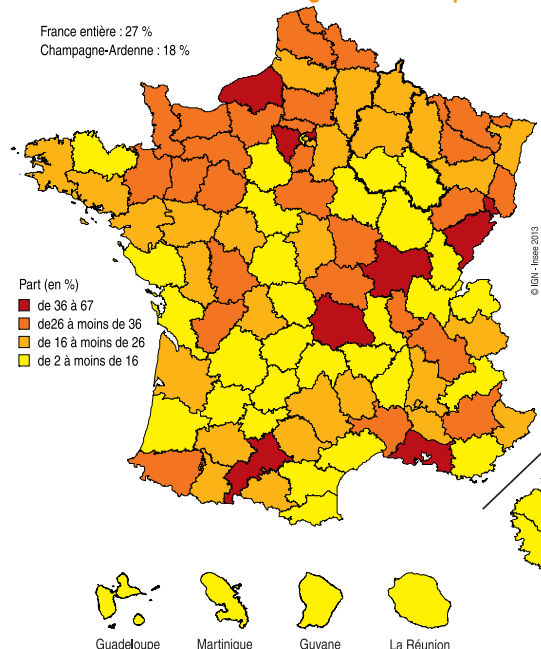 France entière : 27 %
Champagne-Ardenne : 18 %
Part (en %)
de 36 à 67
de26 à moins de 36
de 16 à moins de 26
de 2 à moins de 16
© IGN - Insee 2013
Guadeloupe
Martinique
Guyane
La Réunion